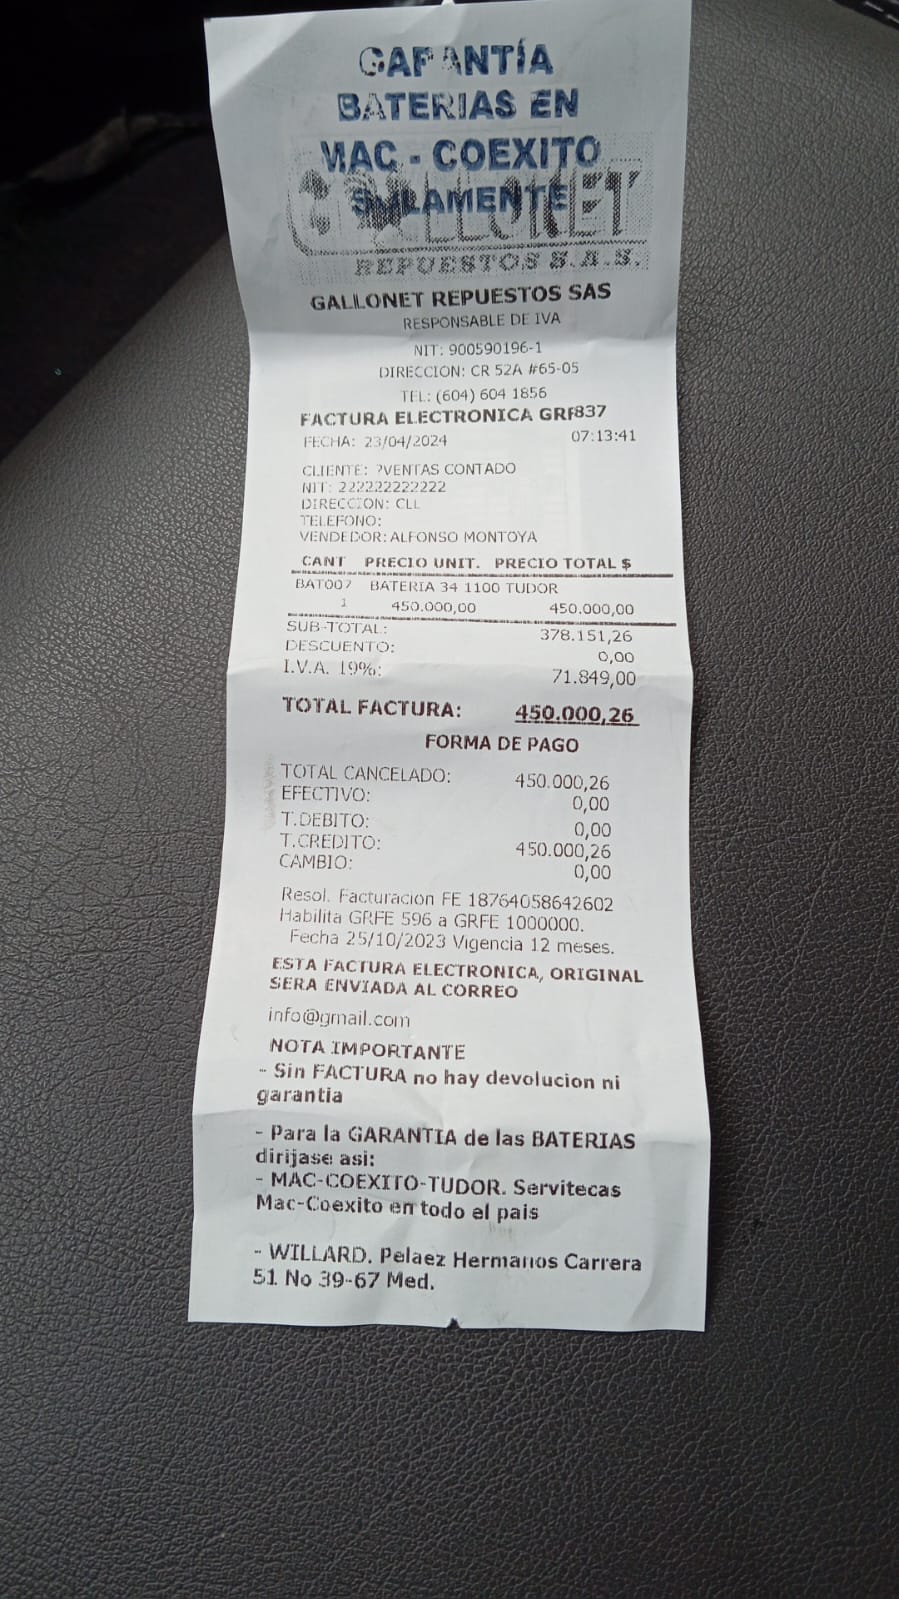 GARANTÍA
BATERIAS EN
MAC - COEXITO
SOLAMENTE
GALLONET
REPUESTOS S.A.S.
GALLONET REPUESTOS SAS
RESPONSABLE DE IVA
NIT: 900590196-1
DIRECCION: CR 52A #65-05
TEL: (604) 604 1856
FACTURA ELECTRONICA GRF837
FECHA: 23/04/2024 07:13:41
CLIENTE: ?VENTAS CONTADO
NIT: 222222222222
DIRECCION: CLL
TELEFONO:
VENDEDOR: ALFONSO MONTOYA
CANT PRECIO UNIT. PRECIO TOTAL $
BAT007 BATERIA 34 1100 TUDOR
1 450.000,00 450.000,00
SUB-TOTAL: 378.151,26
DESCUENTO: 0,00
I.V.A. 19%: 71.849,00
TOTAL FACTURA: 450.000,26
FORMA DE PAGO
TOTAL CANCELADO: 450.000,26
EFECTIVO: 0,00
T.DEBITO: 0,00
T.CREDITO: 450.000,26
CAMBIO: 0,00
Resol. Facturacion FE 18764058642602
Habilita GRFE 596 a GRFE 1000000.
Fecha 25/10/2023 Vigencia 12 meses.
ESTA FACTURA ELECTRONICA, ORIGINAL
SERA ENVIADA AL CORREO
info@gmail.com
NOTA IMPORTANTE
- Sin FACTURA no hay devolucion ni
garantia
- Para la GARANTIA de las BATERIAS
dirijase asi:
- MAC-COEXITO-TUDOR. Servitecas
Mac-Coexito en todo el pais
- WILLARD. Pelaez Hermanos Carrera
51 No 39-67 Med.